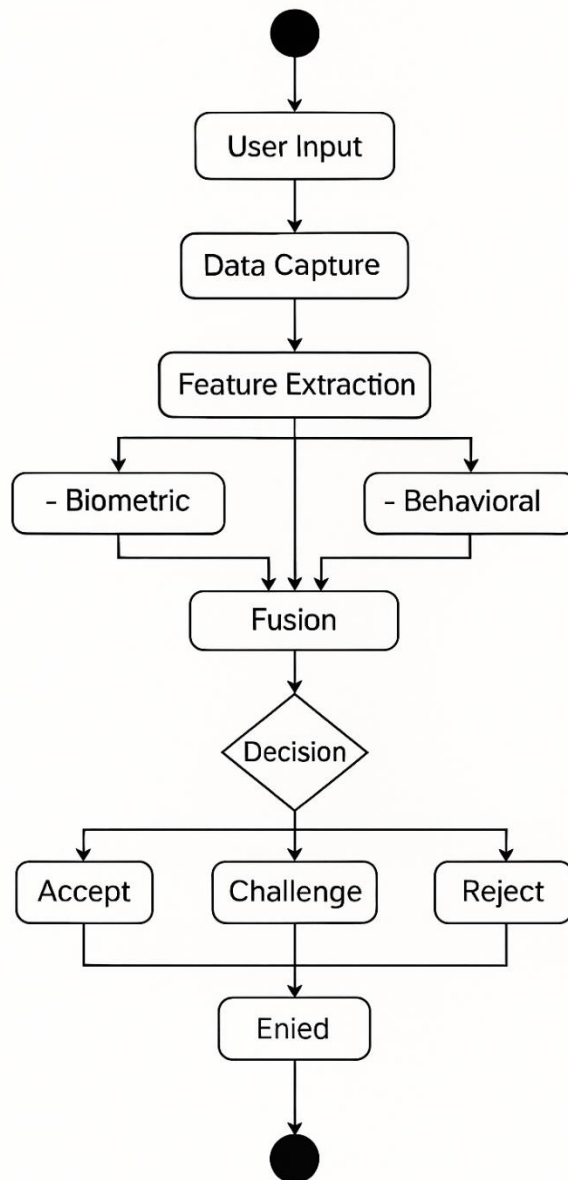 User Input
Data Capture
Feature Extraction
- Biometric
- Behavioral
Fusion
Decision
Accept
Challenge
Reject
Enied